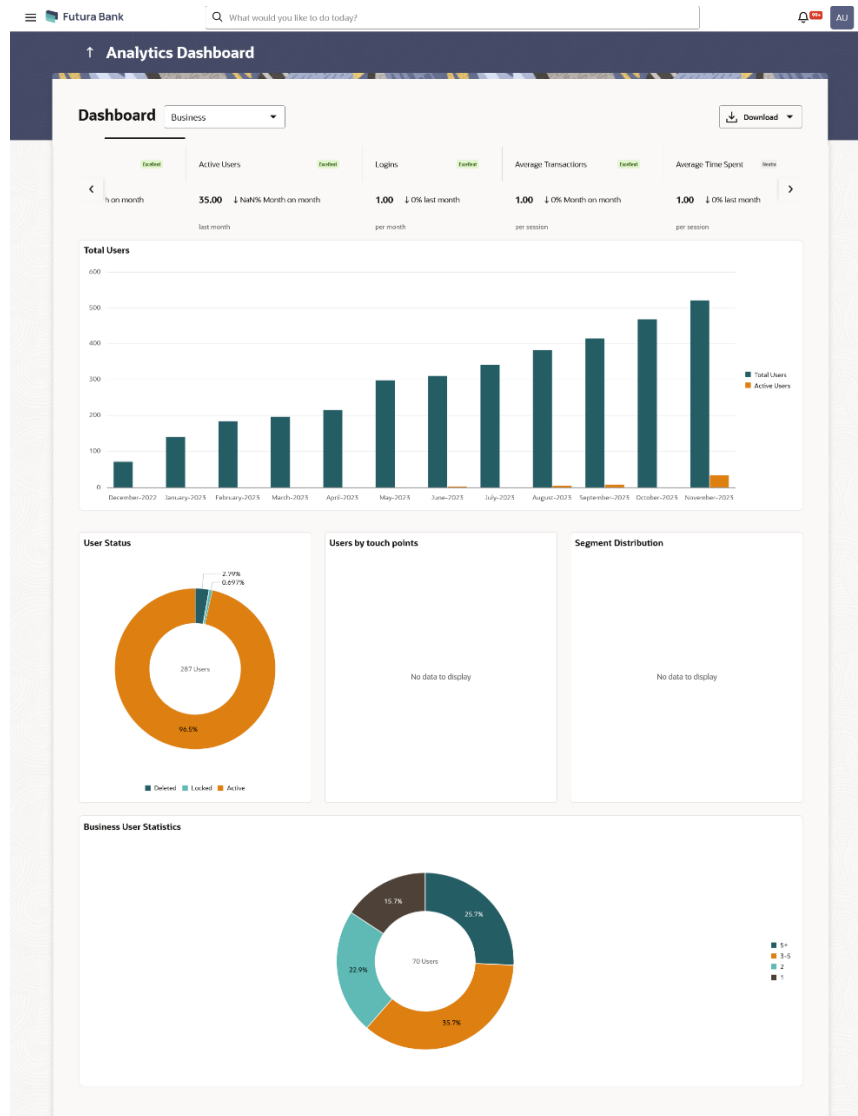 Futura Bank
What would you like to do today?
99+
AU
↑ Analytics Dashboard
Dashboard
Business
Download
Excellent
Active Users
Excellent
Logins
Excellent
Average Transactions
Excellent
Average Time Spent
h on month
35.00 ↓ NaN% Month on month
1.00 ↓ 0% last month
1.00 ↓ 0% Month on month
1.00 ↓ 0% last month
last month
per month
per session
per session
Total Users
600
500
400
300
200
100
0
December-2022 January-2023 February-2023 March-2023 April-2023 May-2023 June-2023 July-2023 August-2023 September-2023 October-2023 November-2023
Total Users
Active Users
User Status
2.79%
0.697%
287 Users
96.5%
Deleted Locked Active
Users by touch points
No data to display
Segment Distribution
No data to display
Business User Statistics
15.7%
25.7%
70 Users
22.9%
35.7%
5+
3-5
2
1